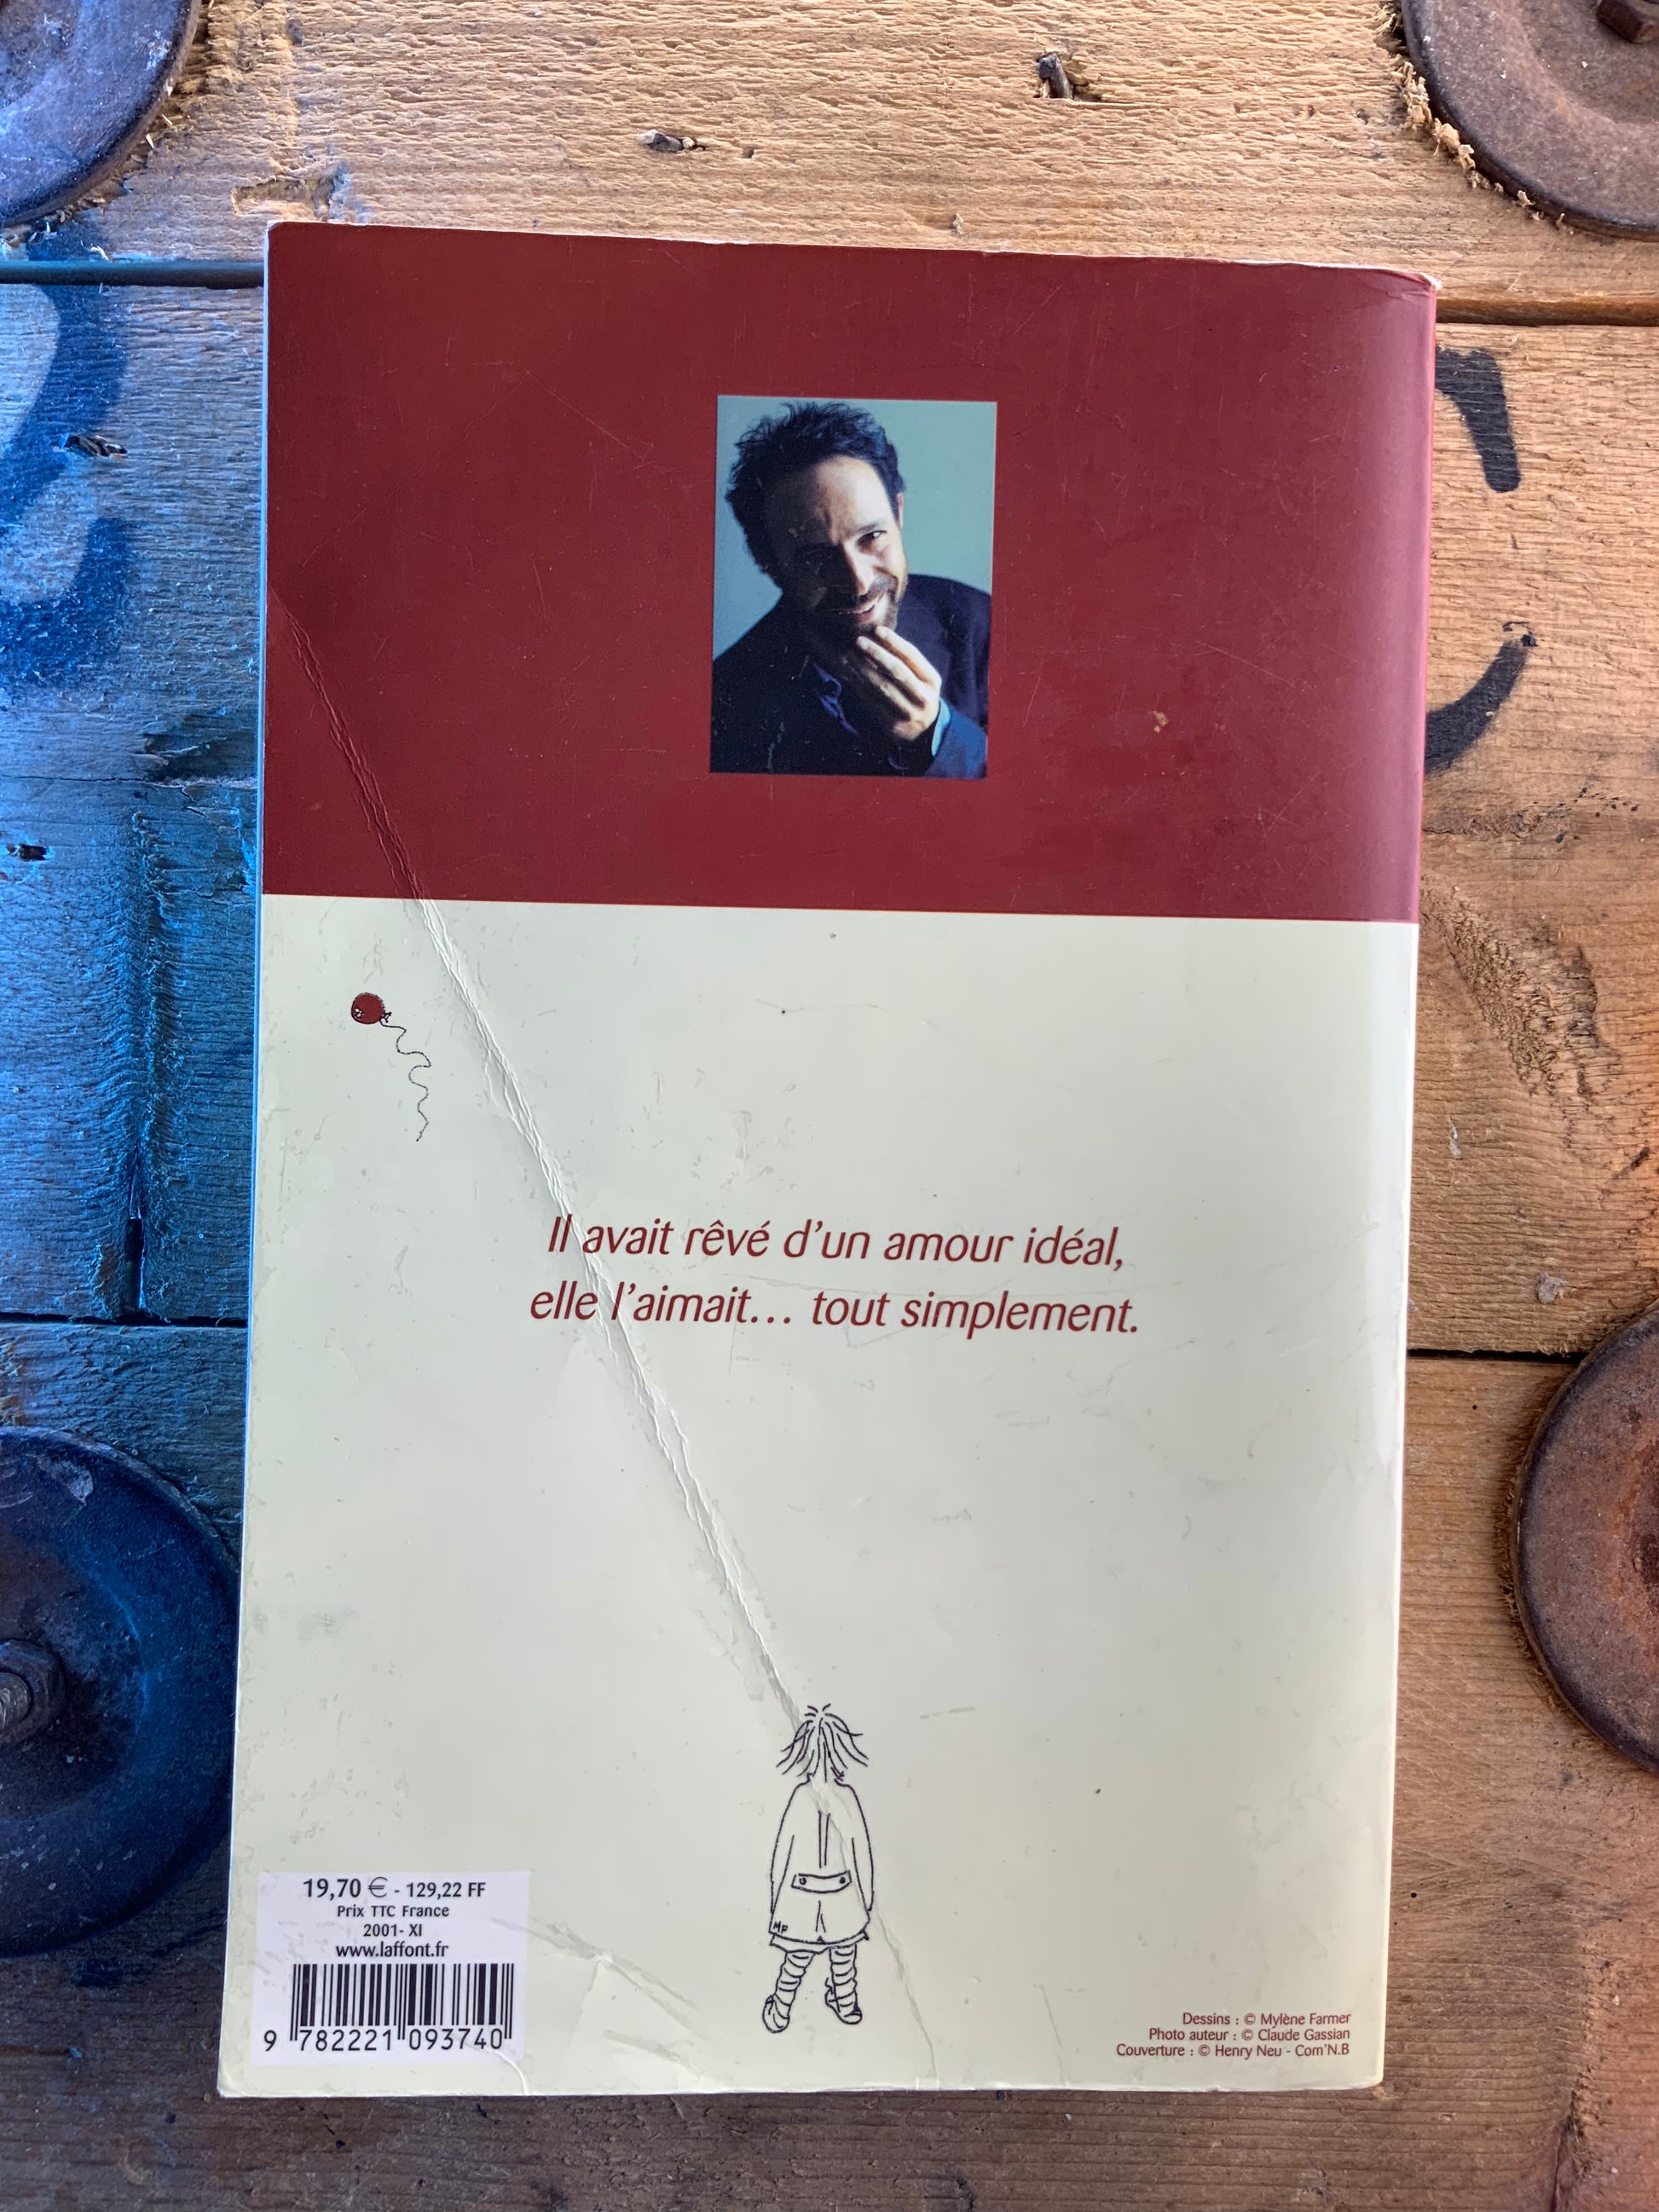 Il avait rêvé d’un amour idéal,
elle l’aimait... tout simplement.
19,70 € - 129,22 FF
Prix TTC France
2001- XI
www.laffont.fr
9 782221 093740
MF
Dessins : © Mylène Farmer
Photo auteur : © Claude Gassian
Couverture : © Henry Neu - Com’N.B